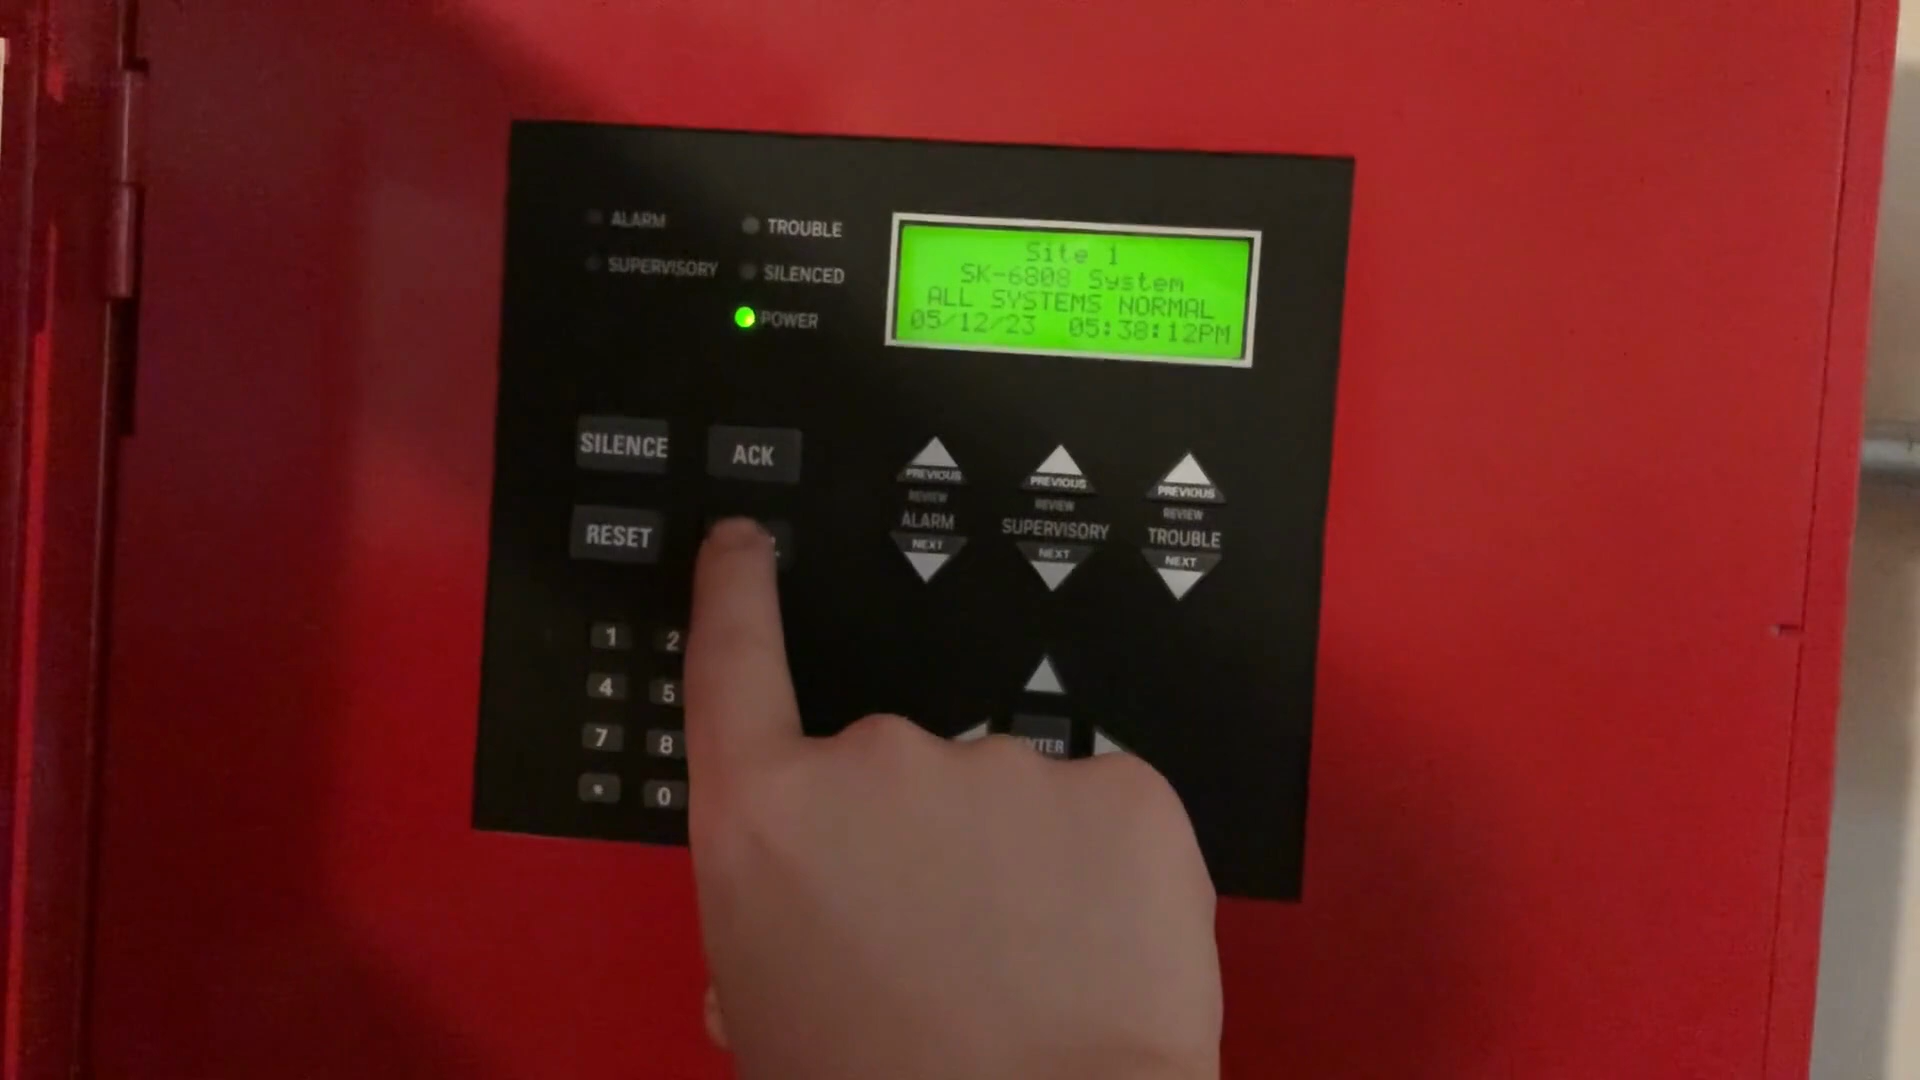 ALARM
TROUBLE
SUPERVISORY
SILENCED
POWER
Site 1
SK-6808 System
ALL SYSTEMS NORMAL
05/12/23 05:38:12PM
SILENCE
ACK
RESET
PREVIOUS
REVIEW
ALARM
NEXT
PREVIOUS
REVIEW
SUPERVISORY
NEXT
PREVIOUS
REVIEW
TROUBLE
NEXT
1 2
4 5
7 8
* 0